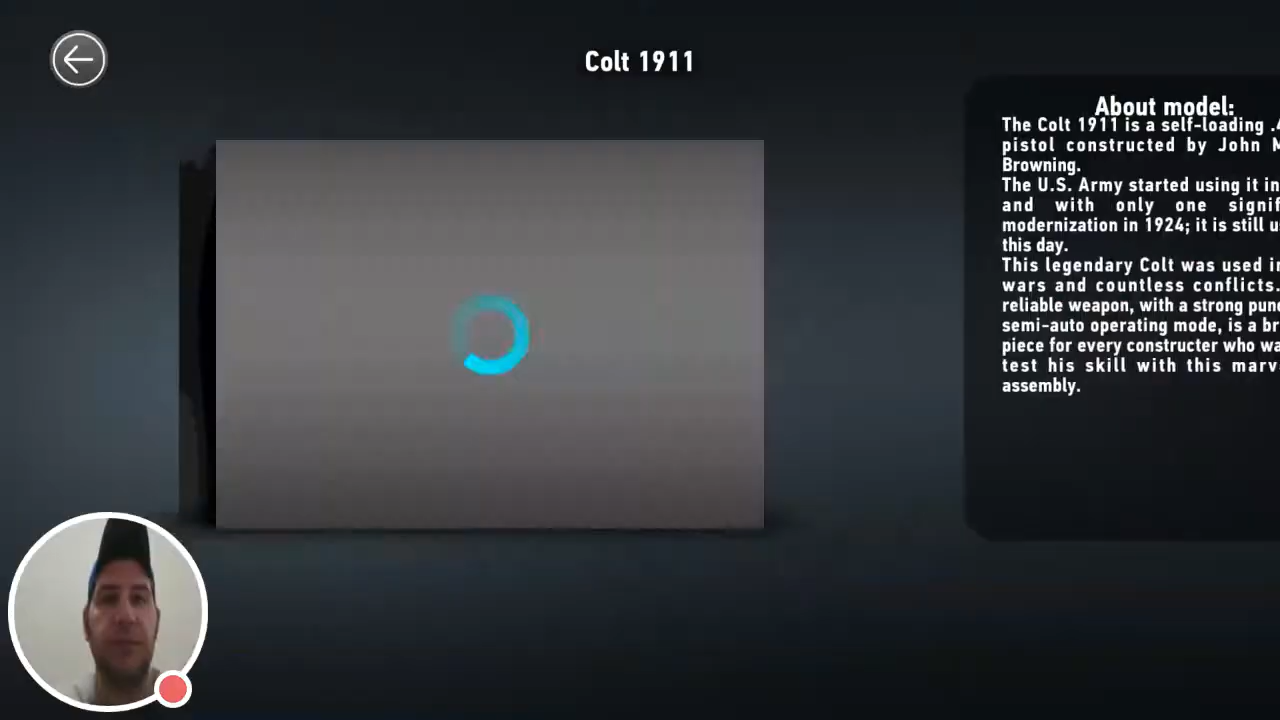 Colt 1911
About model:
The Colt 1911 is a self-loading
pistol constructed by John
Browning.
The U.S. Army started using it in
and with only one
modernization in 1924; it is still
this day.
This legendary Colt was used in
wars and countless conflicts.
reliable weapon, with a strong
semi-auto operating mode, is a
piece for every constructer who
test his skill with this
assembly.